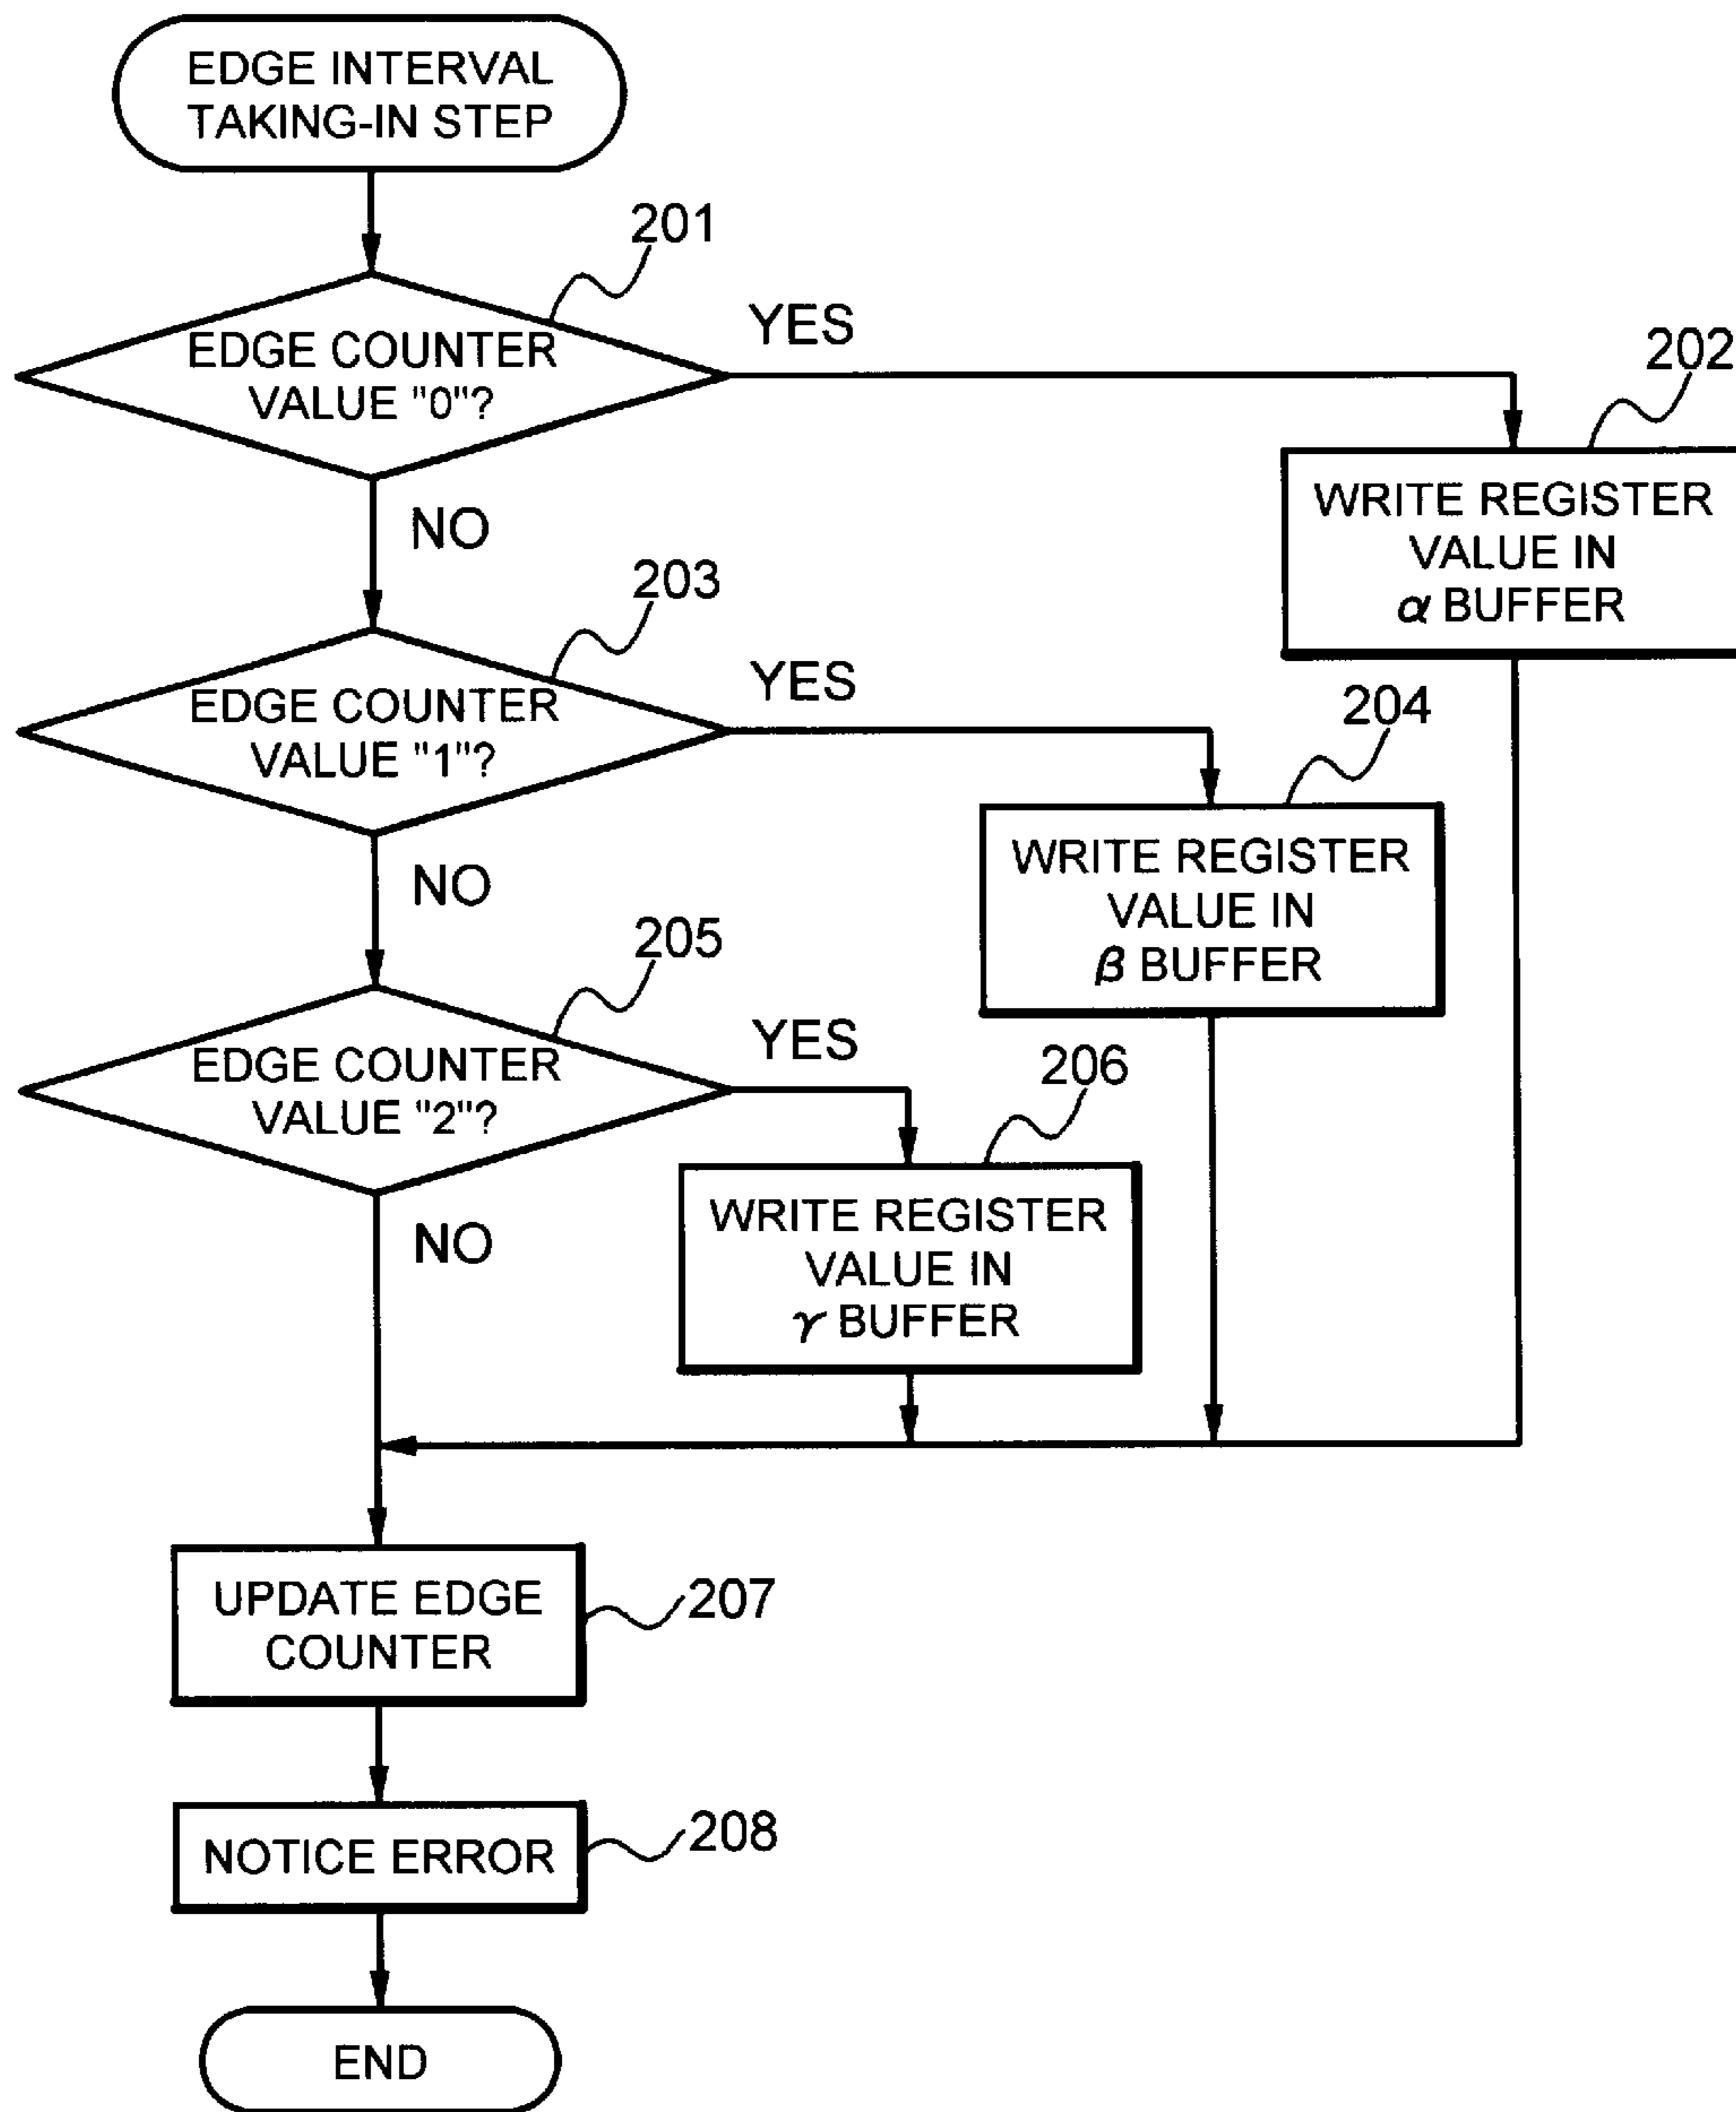 EDGE INTERVAL
TAKING-IN STEP
201
EDGE COUNTER
VALUE "0"?
YES
202
WRITE REGISTER
VALUE IN
α BUFFER
NO
203
EDGE COUNTER
VALUE "1"?
YES
204
WRITE REGISTER
VALUE IN
β BUFFER
NO
205
EDGE COUNTER
VALUE "2"?
YES
206
WRITE REGISTER
VALUE IN
γ BUFFER
NO
UPDATE EDGE
COUNTER
207
NOTICE ERROR
208
END